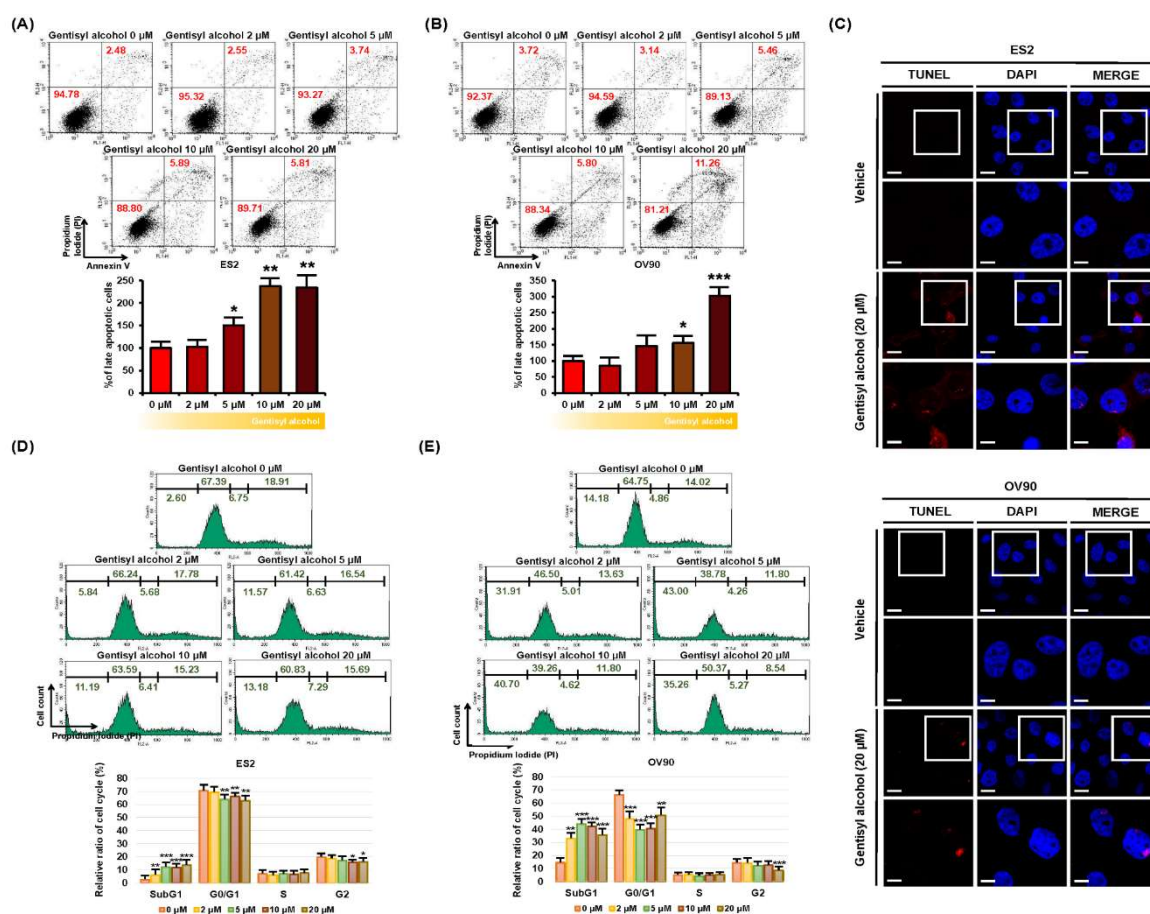 (A)
Gentisyl alcohol 0 µM
Gentisyl alcohol 2 µM
Gentisyl alcohol 5 µM
2.48
2.55
3.74
94.78
95.32
93.27
Gentisyl alcohol 10 µM
Gentisyl alcohol 20 µM
5.89
5.81
88.80
89.71
Propidium
Iodide (PI)
Annexin V
ES2
%of late apoptotic cells
250
200
150
100
50
0
*
**
**
0 µM 2 µM 5 µM 10 µM 20 µM
Gentisyl alcohol
(B)
Gentisyl alcohol 0 µM
Gentisyl alcohol 2 µM
Gentisyl alcohol 5 µM
3.72
3.14
5.46
92.37
94.59
89.13
Gentisyl alcohol 10 µM
Gentisyl alcohol 20 µM
5.80
11.26
88.34
81.21
Propidium
Iodide (PI)
Annexin V
OV90
%of late apoptotic cells
350
300
250
200
150
100
50
0
*
***
0 µM 2 µM 5 µM 10 µM 20 µM
Gentisyl alcohol
(C)
ES2
TUNEL DAPI MERGE
Vehicle
Gentisyl alcohol (20 µM)
OV90
TUNEL DAPI MERGE
Vehicle
Gentisyl alcohol (20 µM)
(D)
Gentisyl alcohol 0 µM
67.39 18.91
2.60 6.75
Gentisyl alcohol 2 µM
66.24 17.78
5.84 5.68
Gentisyl alcohol 5 µM
61.42 16.54
11.57 6.63
Gentisyl alcohol 10 µM
63.59 15.23
11.19 6.41
Gentisyl alcohol 20 µM
60.83 15.69
13.18 7.29
Cell count
Propidium Iodide (PI)
ES2
Relative ratio of cell cycle (%)
80
70
60
50
40
30
20
10
0
** *** *** ***
** ** **
* *
SubG1 G0/G1 S G2
0 µM 2 µM 5 µM 10 µM 20 µM
(E)
Gentisyl alcohol 0 µM
64.75 14.02
14.18 4.86
Gentisyl alcohol 2 µM
46.50 13.63
31.91 5.01
Gentisyl alcohol 5 µM
38.78 11.80
43.00 4.26
Gentisyl alcohol 10 µM
39.26 11.80
40.70 4.62
Gentisyl alcohol 20 µM
50.37 8.54
35.26 5.27
Cell count
Propidium Iodide (PI)
OV90
Relative ratio of cell cycle (%)
80
70
60
50
40
30
20
10
0
** *** *** ***
*** *** *** **
***
SubG1 G0/G1 S G2
0 µM 2 µM 5 µM 10 µM 20 µM